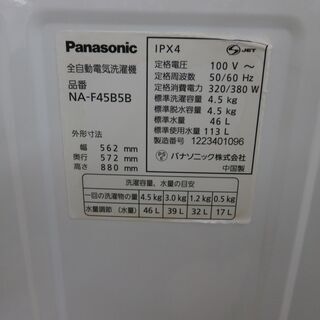 Panasonic
全自動電気洗濯機
品番
NA-F45B5B
外形寸法
幅 562 mm
奥行 572 mm
高さ 880 mm
IPX4
S JET
定格電圧 100 V ～
定格周波数 50/60 Hz
定格消費電力 320/380 W
標準洗濯容量 4.5 kg
標準脱水容量 4.5 kg
標準水量 46 L
標準使用水量 113 L
製造番号 1223401096
パナソニック株式会社
中国製
洗濯容量、水量の目安
一回の洗濯物の量 4.5 kg 3.0 kg 1.2 kg 0.5 kg
水量調節 (水量) 46 L 39 L 32 L 17 L